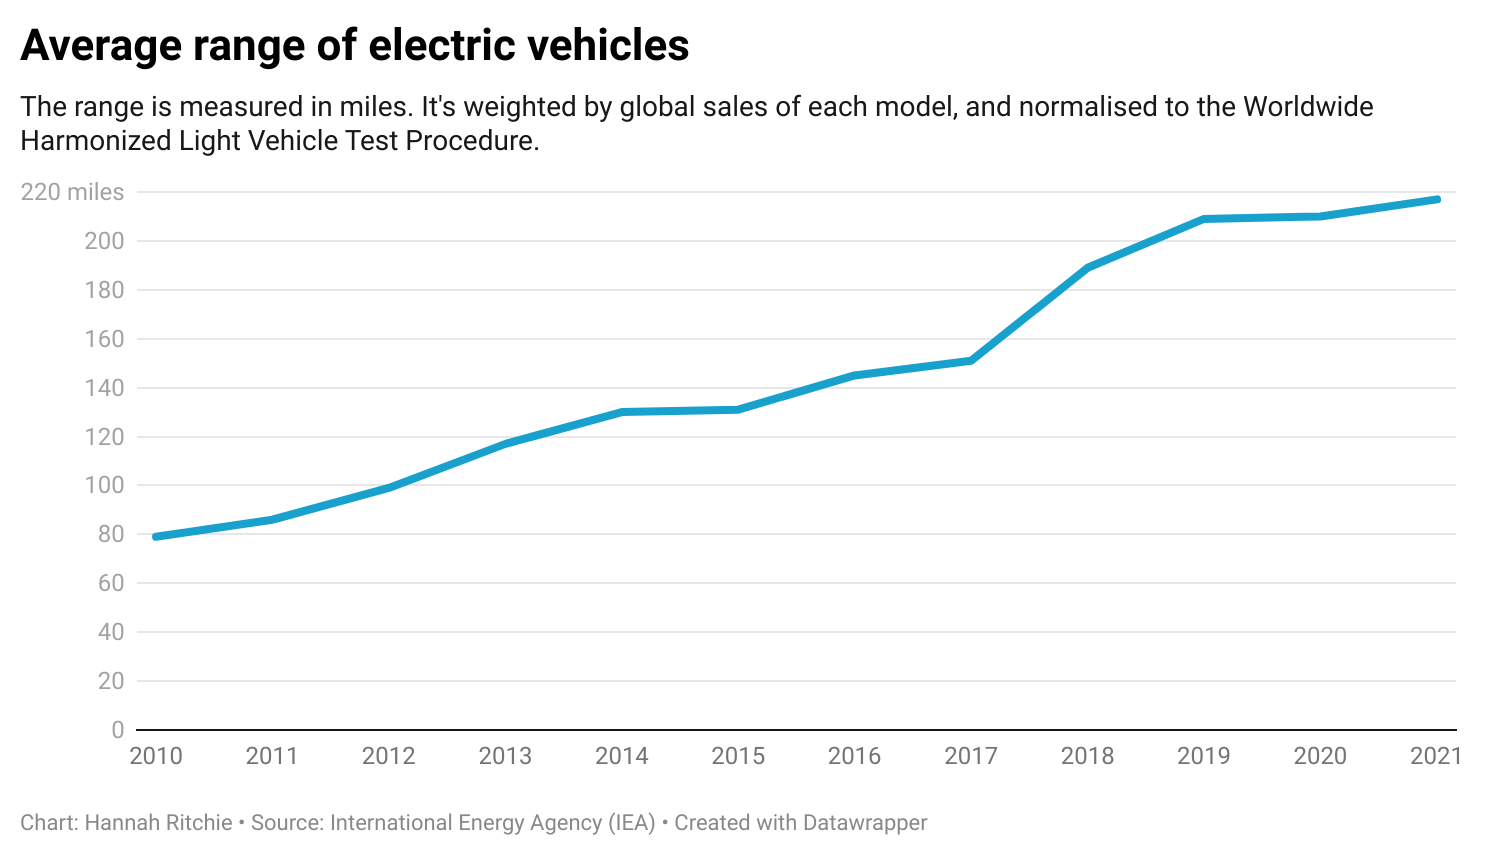 Average range of electric vehicles
The range is measured in miles. It's weighted by global sales of each model, and normalised to the Worldwide
Harmonized Light Vehicle Test Procedure.
220 miles
200
180
160
140
120
100
80
60
40
20
0
2010 2011 2012 2013 2014 2015 2016 2017 2018 2019 2020 2021
Chart: Hannah Ritchie • Source: International Energy Agency (IEA) • Created with Datawrapper